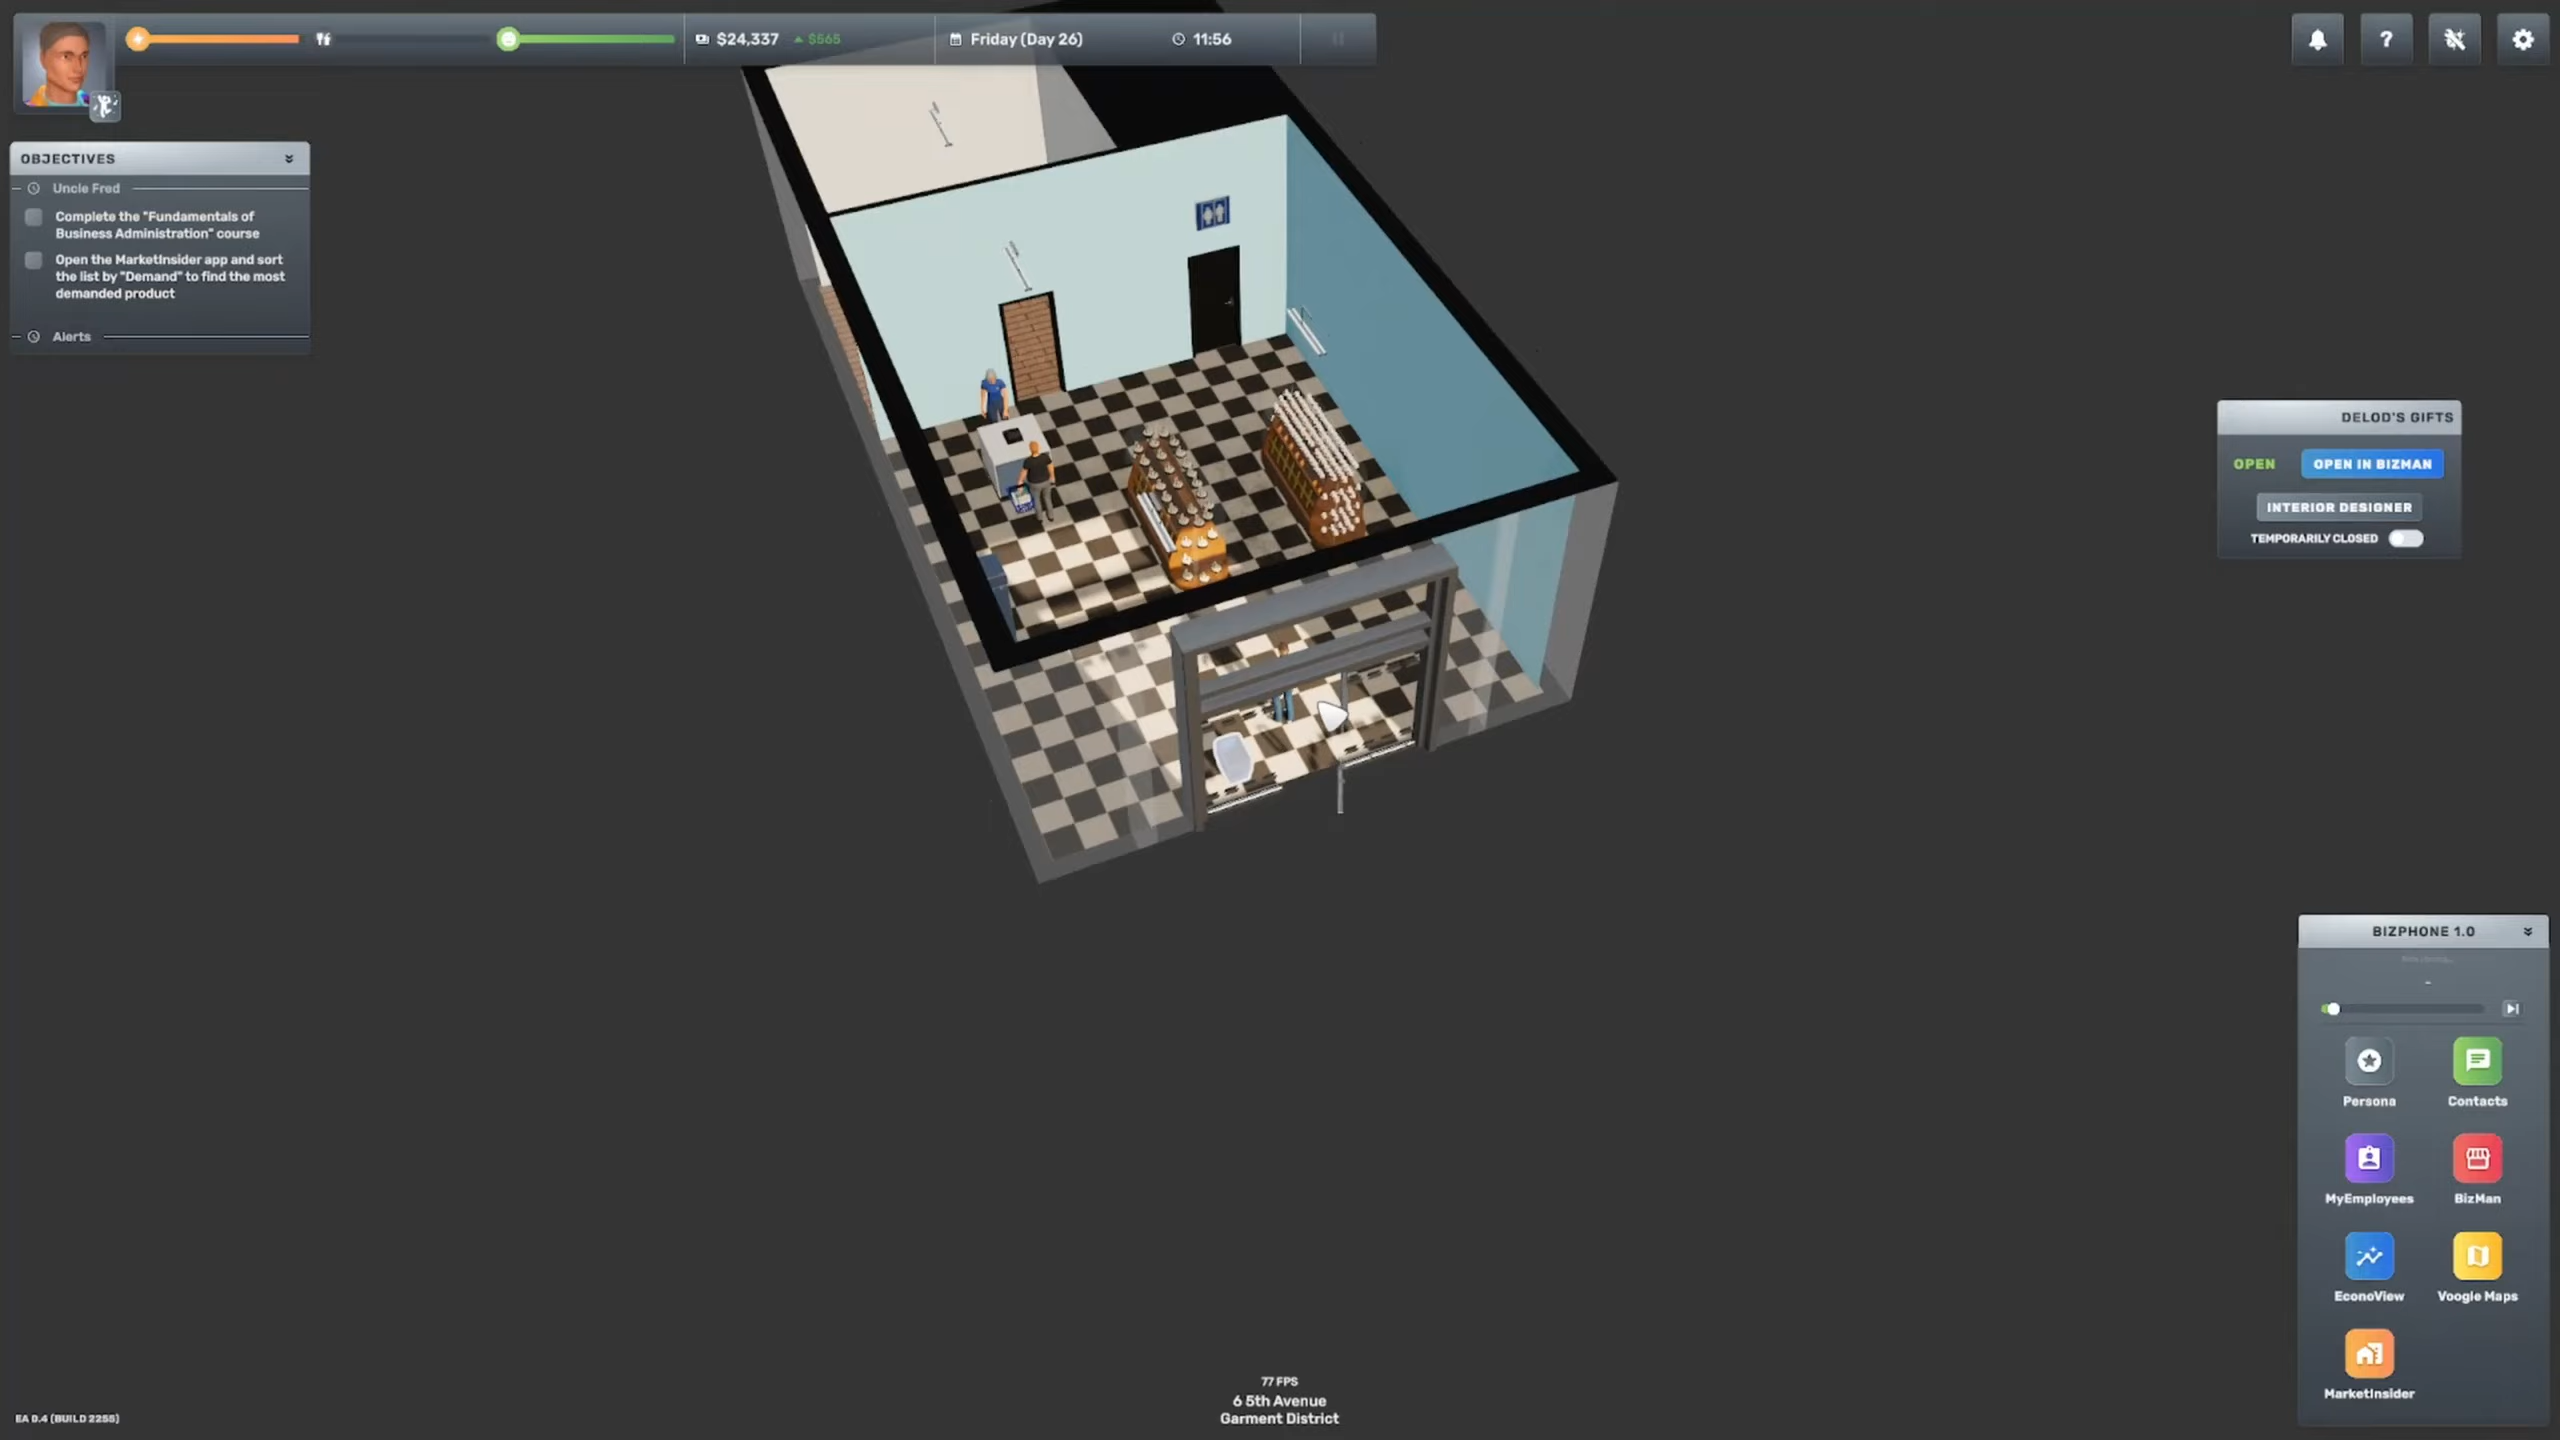 $24,337
$565
Friday (Day 26)
11:56
OBJECTIVES
Uncle Fred
Complete the "Fundamentals of
Business Administration" course
Open the MarketInsider app and sort
the list by "Demand" to find the most
demanded product
Alerts
DELOD'S GIFTS
OPEN
OPEN IN BIZMAN
INTERIOR DESIGNER
TEMPORARILY CLOSED
BIZPHONE 1.0
Persona
Contacts
MyEmployees
BizMan
EconoView
Voogle Maps
MarketInsider
77 FPS
6 5th Avenue
Garment District
EA 0.4 (BUILD 2255)